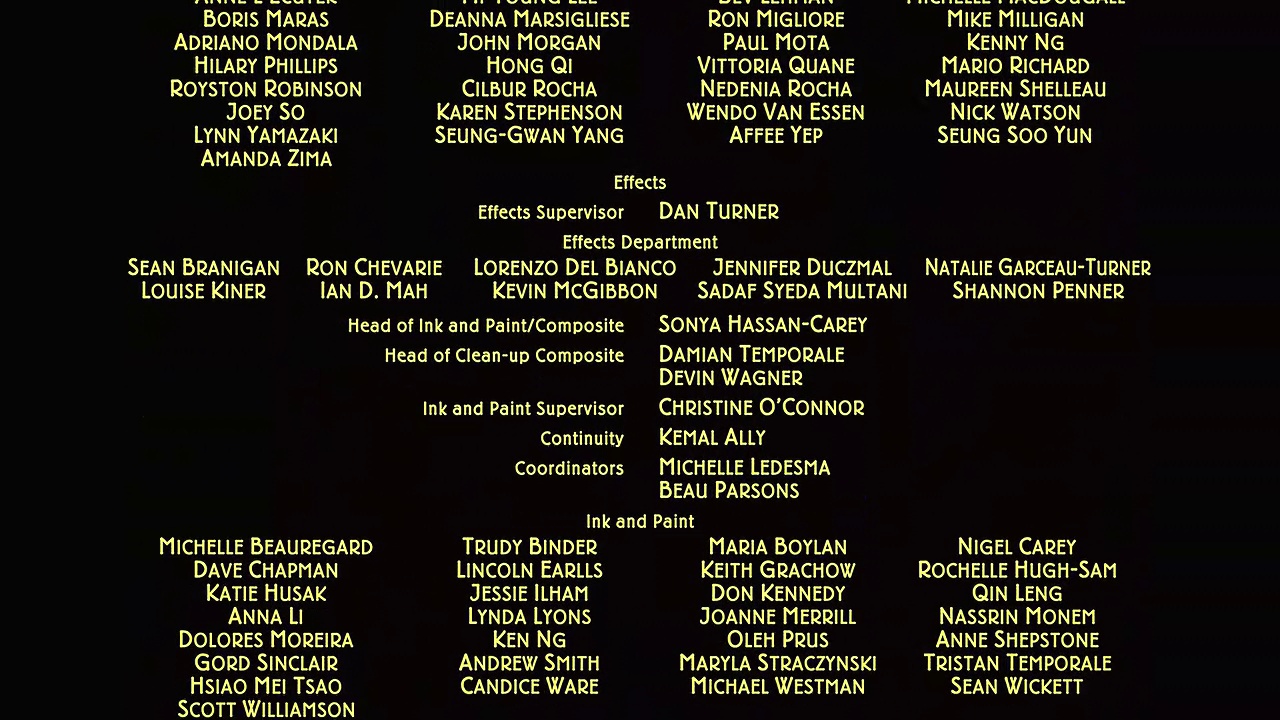 BORIS MARAS DEANNA MARSIGLIESE RON MIGLIORE MIKE MILLIGAN
ADRIANO MONDALA JOHN MORGAN PAUL MOTA KENNY NG
HILARY PHILLIPS HONG QI VITTORIA QUANE MARIO RICHARD
ROYSTON ROBINSON CILBUR ROCHA NEDENIA ROCHA MAUREEN SHELLEAU
JOEY SO KAREN STEPHENSON WENDO VAN ESSEN NICK WATSON
LYNN YAMAZAKI SEUNG-GWAN YANG AFFEE YEP SEUNG SOO YUN
AMANDA ZIMA
Effects
Effects Supervisor DAN TURNER
Effects Department
SEAN BRANIGAN RON CHEVARIE LORENZO DEL BIANCO JENNIFER DUCZMAL NATALIE GARCEAU-TURNER
LOUISE KINER IAN D. MAH KEVIN MCGIBBON SADAF SYEDA MULTANI SHANNON PENNER
Head of Ink and Paint/Composite SONYA HASSAN-CAREY
Head of Clean-up Composite DAMIAN TEMPORALE
DEVIN WAGNER
Ink and Paint Supervisor CHRISTINE O'CONNOR
Continuity KEMAL ALLY
Coordinators MICHELLE LEDESMA
BEAU PARSONS
Ink and Paint
MICHELLE BEAUREGARD TRUDY BINDER MARIA BOYLAN NIGEL CAREY
DAVE CHAPMAN LINCOLN EARLLS KEITH GRACHOW ROCHELLE HUGH-SAM
KATIE HUSAK JESSIE ILHAM DON KENNEDY QIN LENG
ANNA LI LYNDA LYONS JOANNE MERRILL NASSRIN MONEM
DOLORES MOREIRA KEN NG OLEH PRUS ANNE SHEPSTONE
GORD SINCLAIR ANDREW SMITH MARYLA STRACZYNSKI TRISTAN TEMPORALE
HSIAO MEI TSAO CANDICE WARE MICHAEL WESTMAN SEAN WICKETT
SCOTT WILLIAMSON